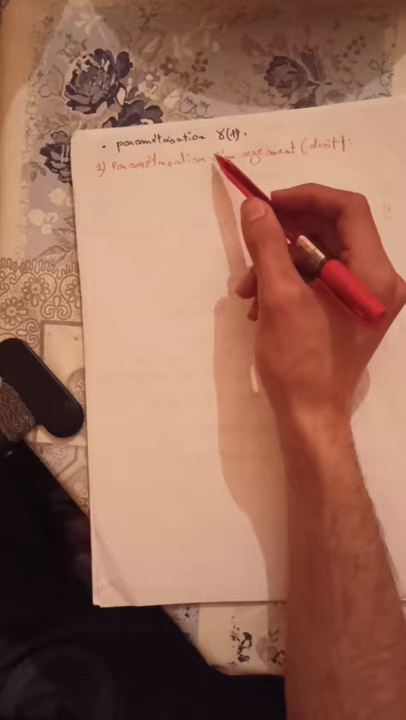 • paramétrisation γ(t).
1) Paramétrisation segment (droit):